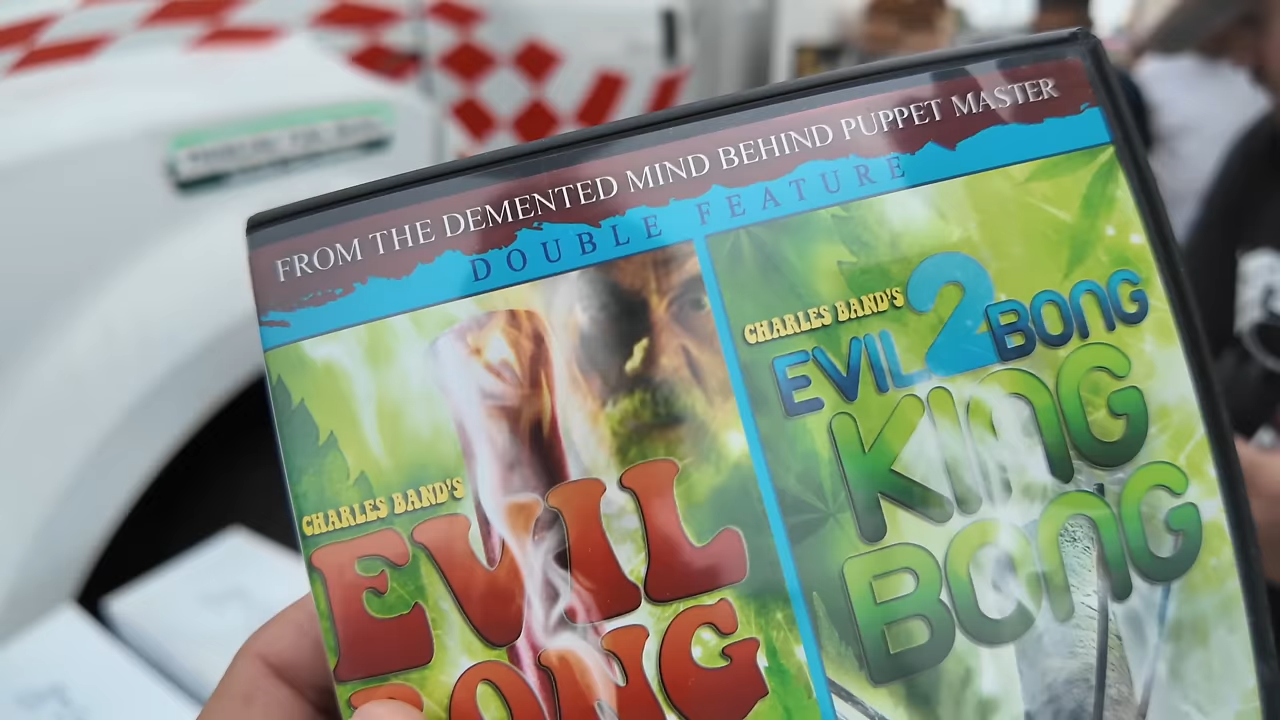 FROM THE DEMENTED MIND BEHIND PUPPET MASTER
DOUBLE FEATURE
CHARLES BAND'S
EVIL
BONG
CHARLES BAND'S
EVIL 2 BONG
KING
BONG